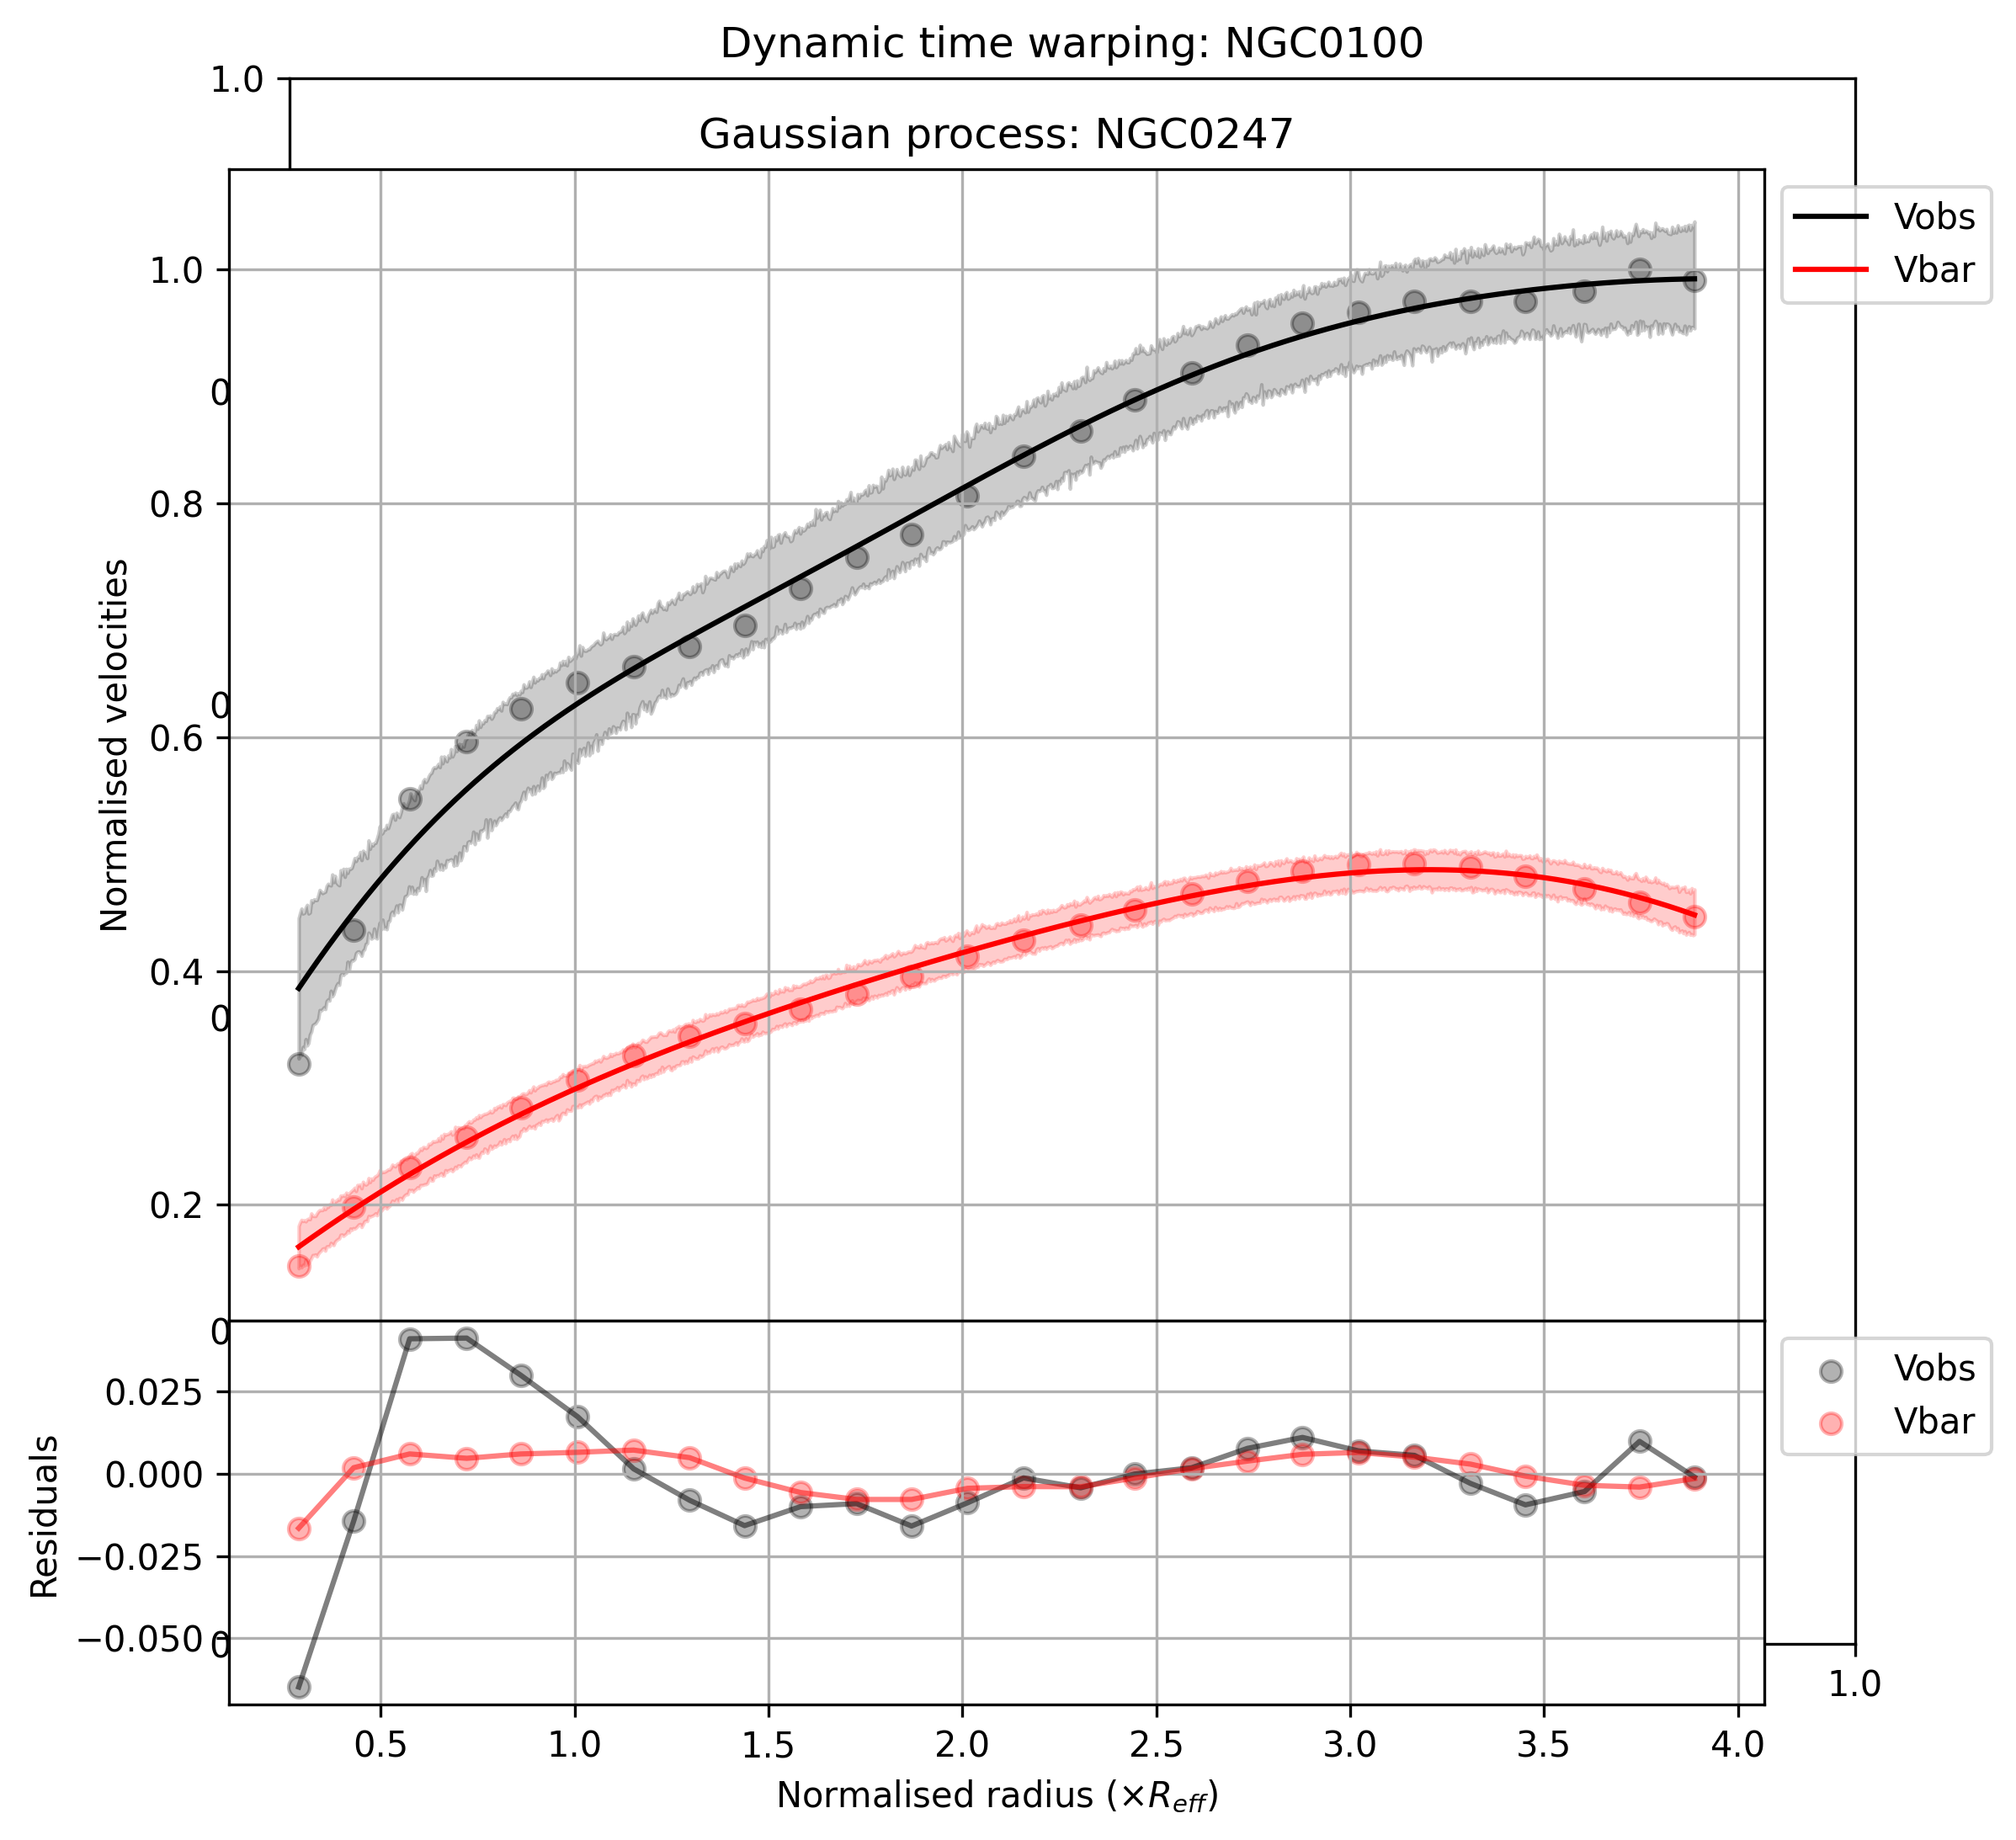 Dynamic time warping: NGC0100
1.0
Gaussian process: NGC0247
Vobs
Vbar
1.0
0
0.8
0
0.6
0.4
0
0.2
Normalised velocities
0
Vobs
Vbar
0.025
0.000
−0.025
−0.050
0
Residuals
1.0
0.5 1.0 1.5 2.0 2.5 3.0 3.5 4.0
Normalised radius (×R_eff)